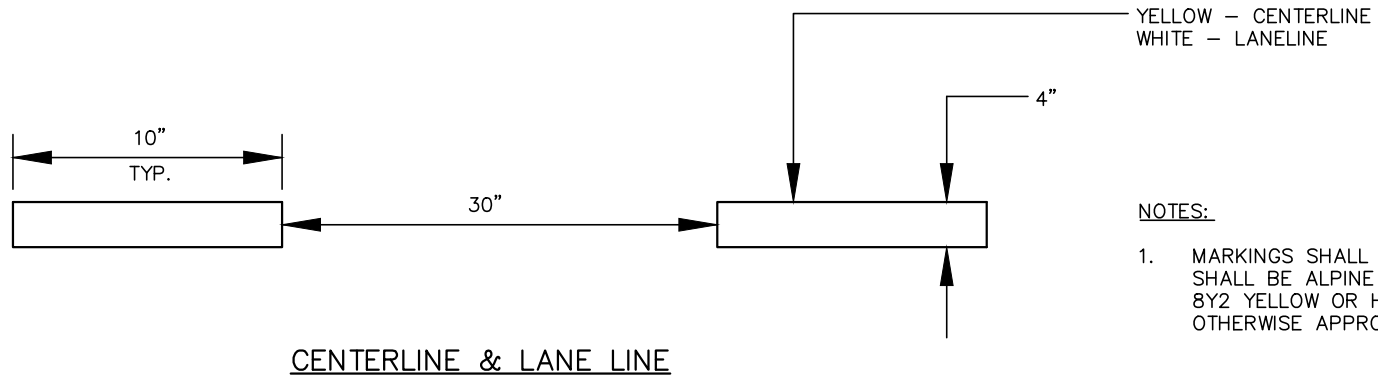 YELLOW – CENTERLINE
WHITE – LANELINE
4"
10"
TYP.
30"
NOTES:
1. MARKINGS SHALL
SHALL BE ALPINE
8Y2 YELLOW OR
OTHERWISE
CENTERLINE & LANE LINE